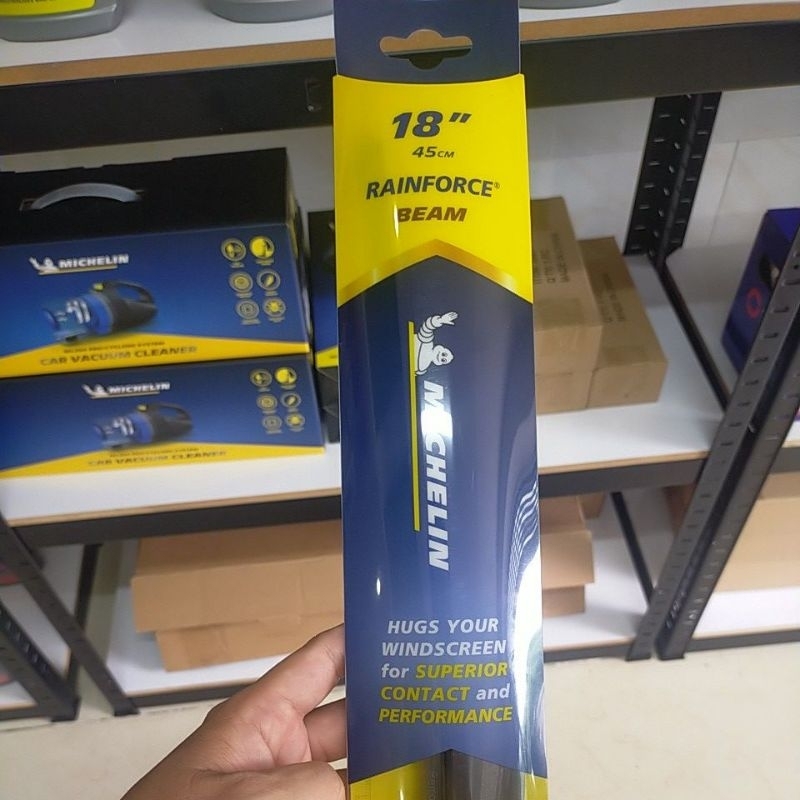 18"
45CM
RAINFORCE®
BEAM
MICHELIN
HUGS YOUR
WINDSCREEN
for SUPERIOR
CONTACT and
PERFORMANCE
MICHELIN
CAR VACUUM CLEANER
MICHELIN
CAR VACUUM CLEANER